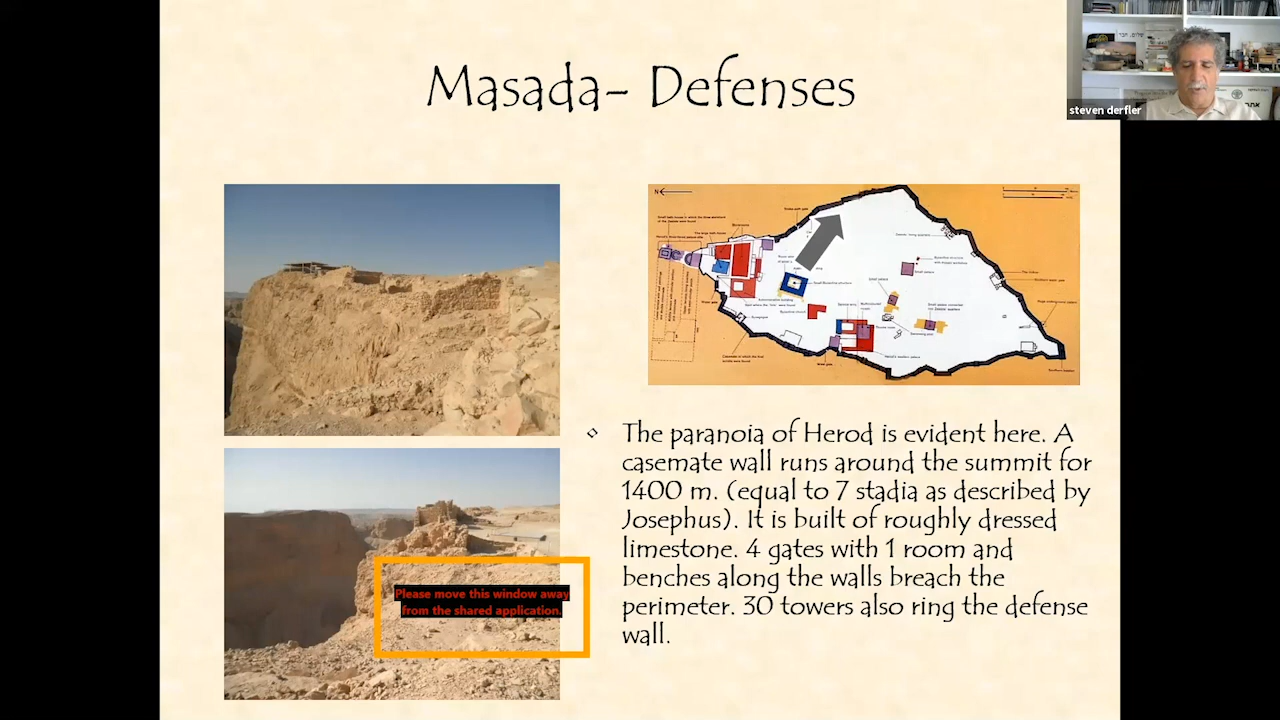 Masada- Defenses
steven derfler
N
The paranoia of Herod is evident here. A
casemate wall runs around the summit for
1400 m. (equal to 7 stadia as described by
Josephus). It is built of roughly dressed
limestone. 4 gates with 1 room and
benches along the walls breach the
perimeter. 30 towers also ring the defense
wall.
Please move this window away
from the shared application.